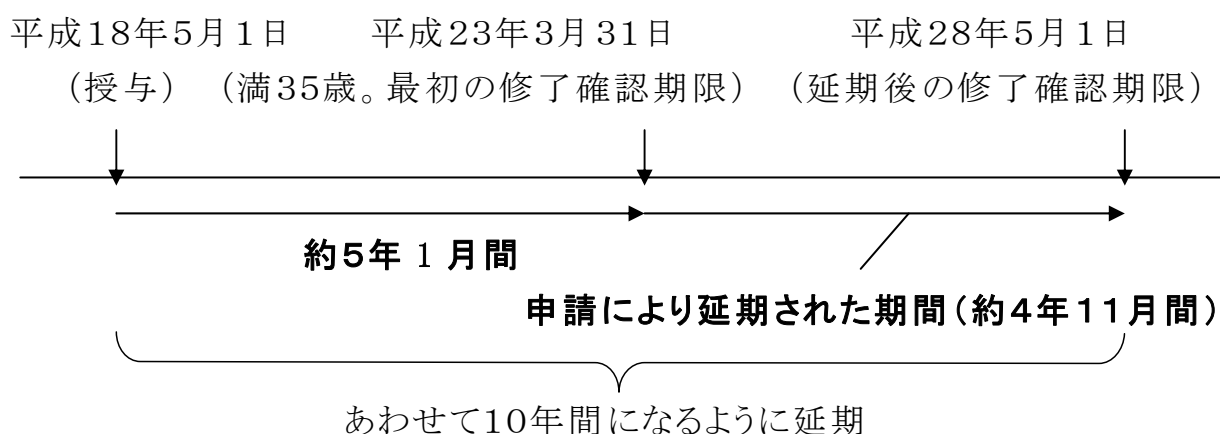 平成18年5月1日 平成23年3月31日 平成28年5月1日
(授与) (満35歳。最初の修了確認期限) (延期後の修了確認期限)
約5年1月間
申請により延期された期間(約4年11月間)
あわせて10年間になるように延期